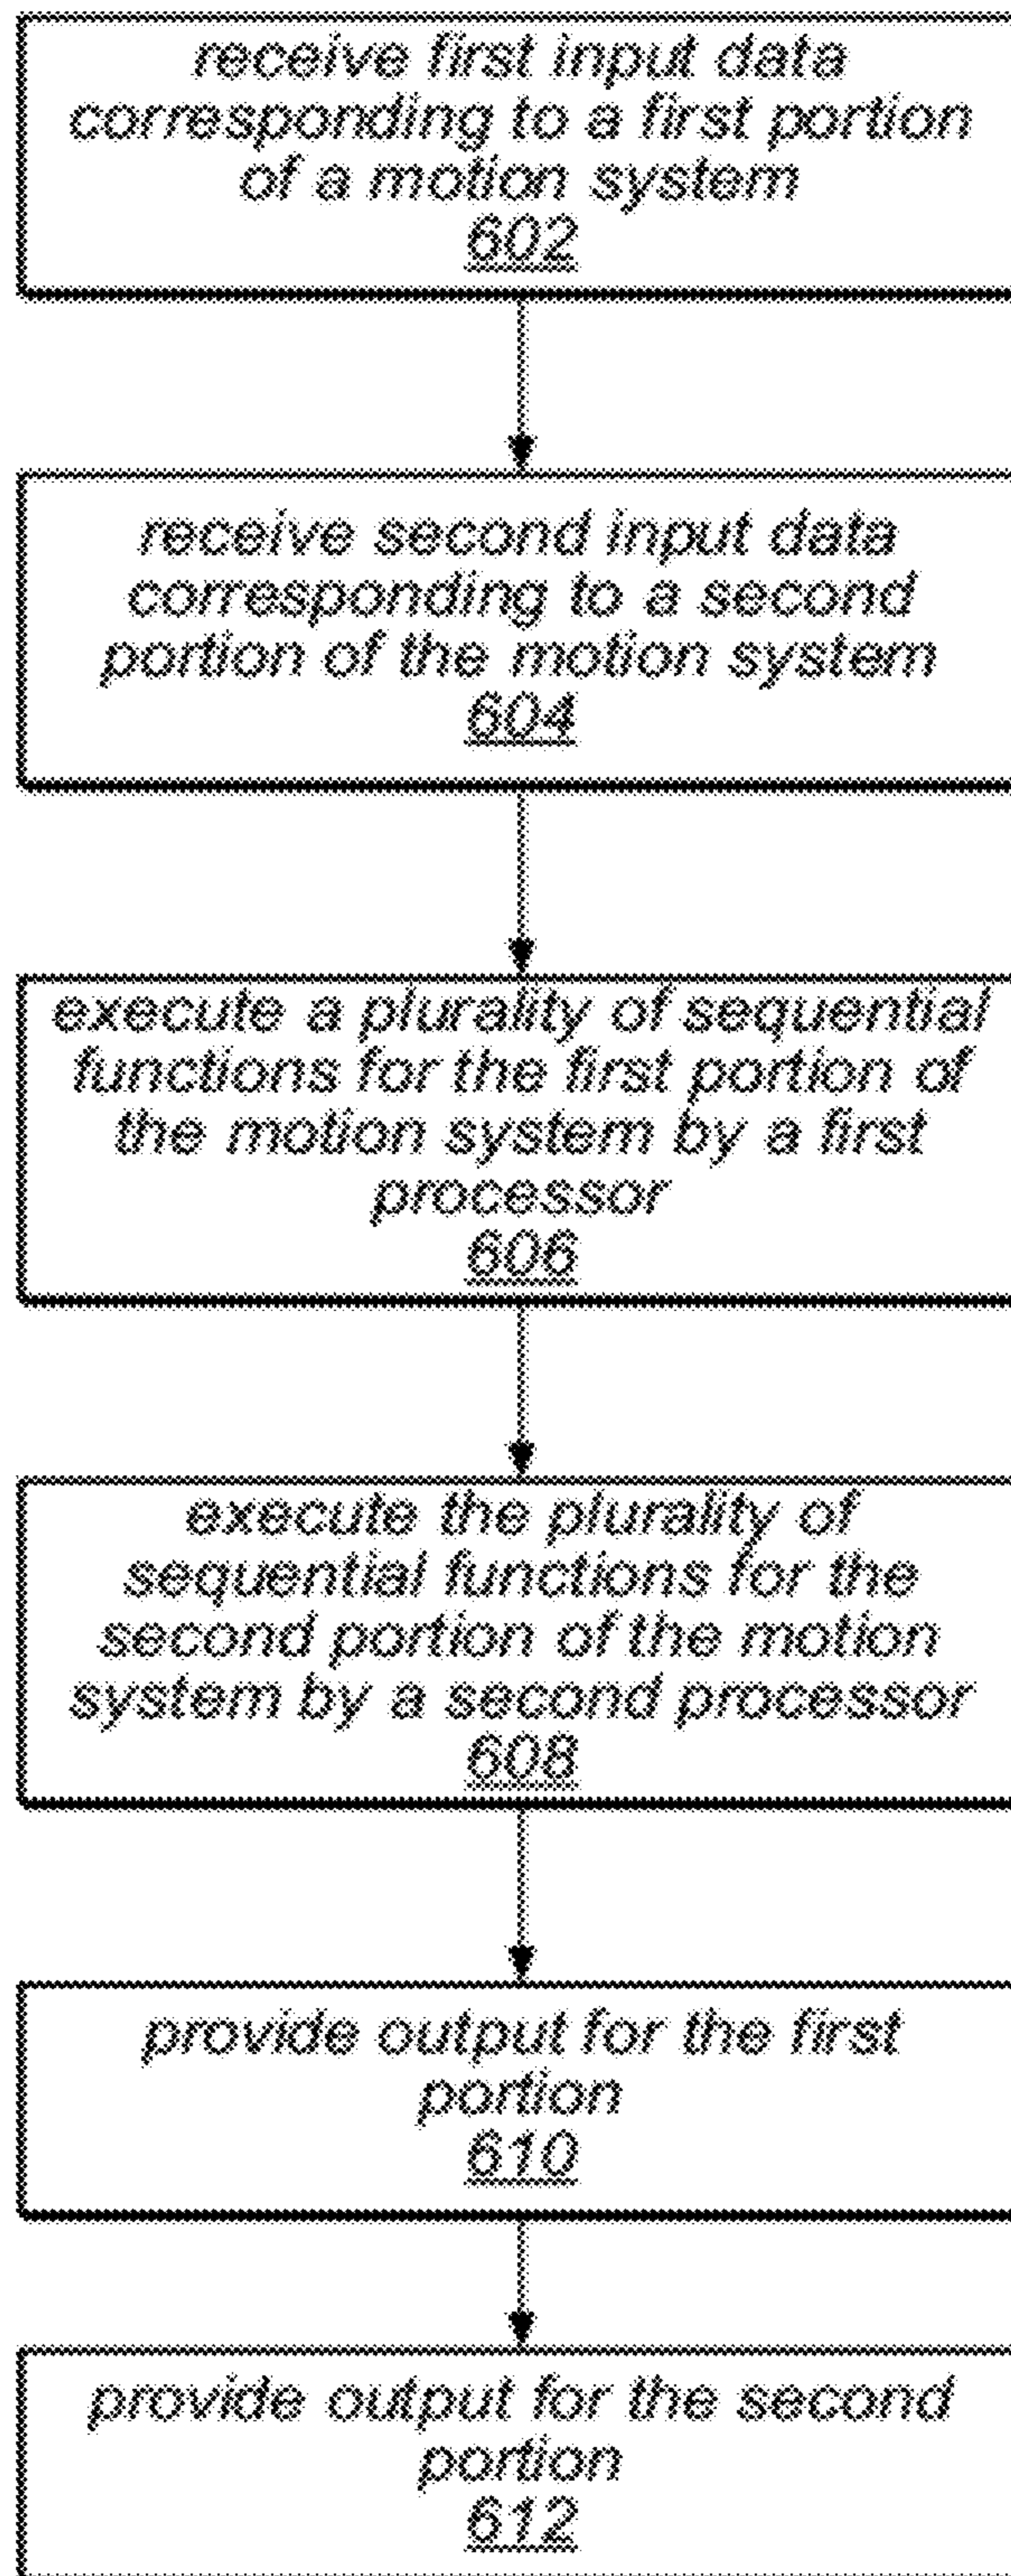 receive first input data
corresponding to a first portion
of a motion system
602
receive second input data
corresponding to a second
portion of the motion system
604
execute a plurality of sequential
functions for the first portion of
the motion system by a first
processor
606
execute the plurality of
sequential functions for the
second portion of the motion
system by a second processor
608
provide output for the first
portion
610
provide output for the second
portion
612